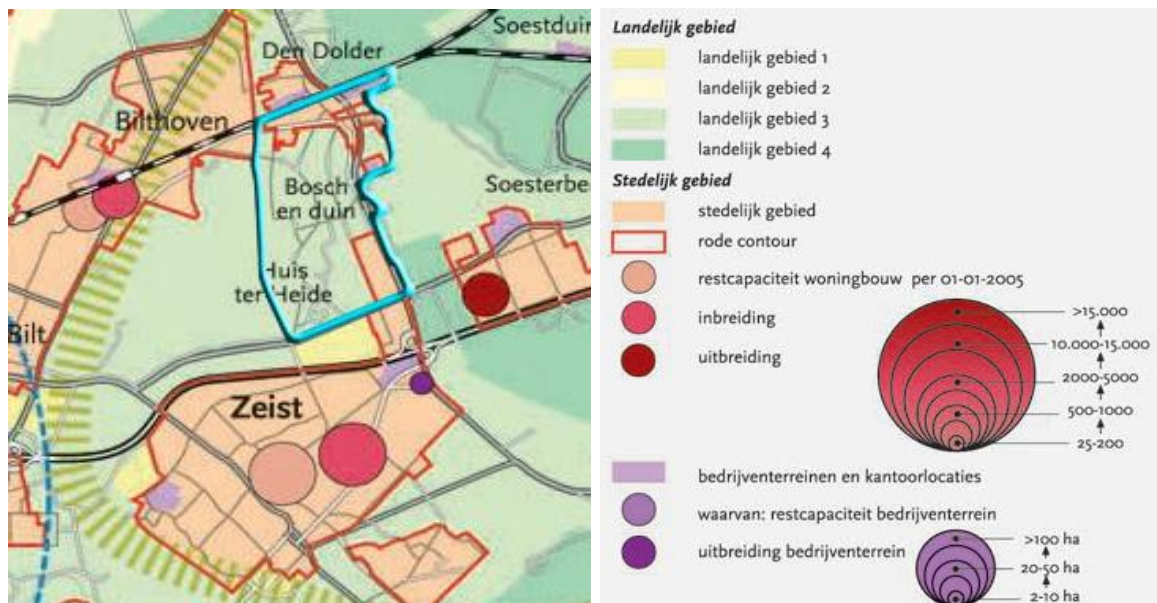 Soestduin
Den Dolder
Bilthoven
Bosch
en duin
Soesterbe
Huis
ter Heide
Bilt
Zeist
Landelijk gebied
landelijk gebied 1
landelijk gebied 2
landelijk gebied 3
landelijk gebied 4
Stedelijk gebied
stedelijk gebied
rode contour
restcapaciteit woningbouw per 01-01-2005
inbreiding
uitbreiding
>15.000
10.000-15.000
2000-5000
500-1000
25-200
bedrijventerreinen en kantoorlocaties
waarvan: restcapaciteit bedrijventerrein
uitbreiding bedrijventerrein
>100 ha
20-50 ha
2-10 ha